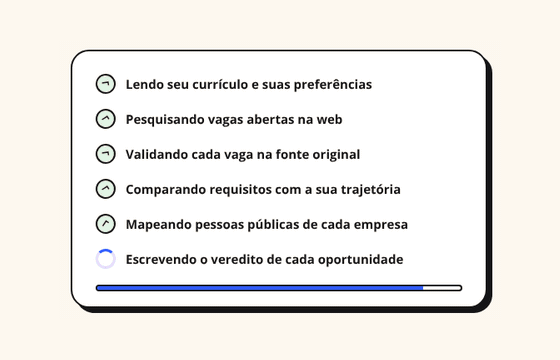 Lendo seu currículo e suas preferências
Pesquisando vagas abertas na web
Validando cada vaga na fonte original
Comparando requisitos com a sua trajetória
Mapeando pessoas públicas de cada empresa
Escrevendo o veredito de cada oportunidade